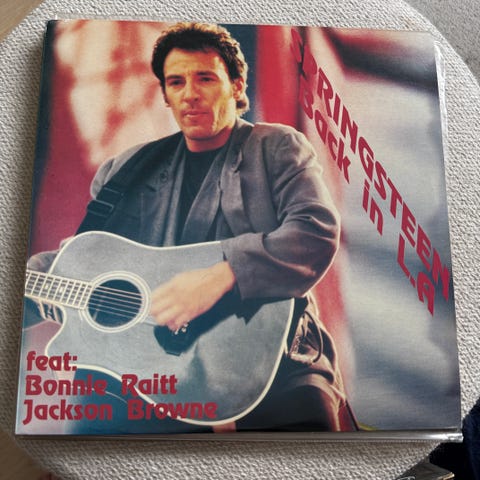 SPRINGSTEEN
Back in L.A
feat:
Bonnie Raitt
Jackson Browne